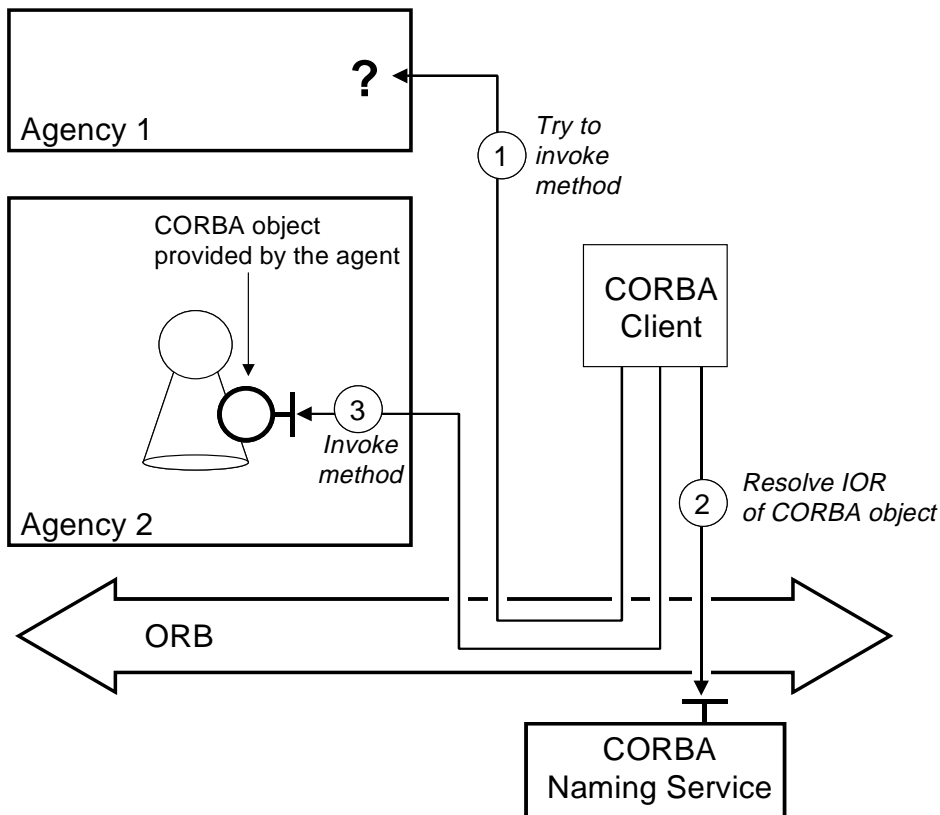 ?
Agency 1
1
Try to
invoke
method
CORBA object
provided by the agent
CORBA
Client
3
Invoke
method
Agency 2
2
Resolve IOR
of CORBA object
ORB
CORBA
Naming Service